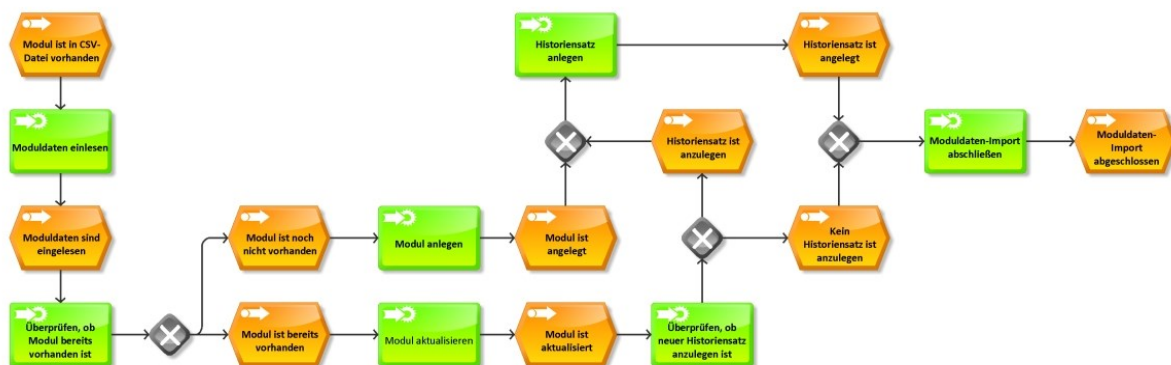 Modul ist in CSV-
Datei vorhanden
Moduldaten einlesen
Moduldaten sind
eingelesen
Überprüfen, ob
Modul bereits
vorhanden ist
Modul ist noch
nicht vorhanden
Modul anlegen
Modul ist
angelegt
Modul ist bereits
vorhanden
Modul aktualisieren
Modul ist
aktualisiert
Überprüfen, ob
neuer Historiensatz
anzulegen ist
Historiensatz ist
anzulegen
Historiensatz
anlegen
Historiensatz ist
angelegt
Kein
Historiensatz ist
anzulegen
Moduldaten-Import
abschließen
Moduldaten-
Import
abgeschlossen